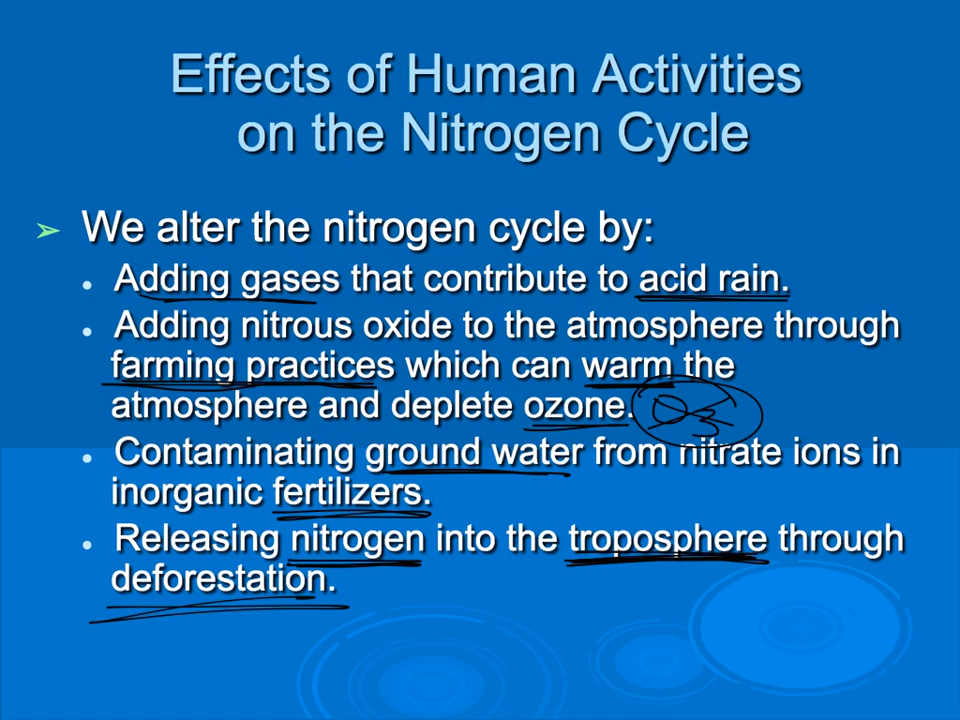 Effects of Human Activities
on the Nitrogen Cycle
➢ We alter the nitrogen cycle by:
• Adding gases that contribute to acid rain.
• Adding nitrous oxide to the atmosphere through
farming practices which can warm the
atmosphere and deplete ozone.
O3
• Contaminating ground water from nitrate ions in
inorganic fertilizers.
• Releasing nitrogen into the troposphere through
deforestation.